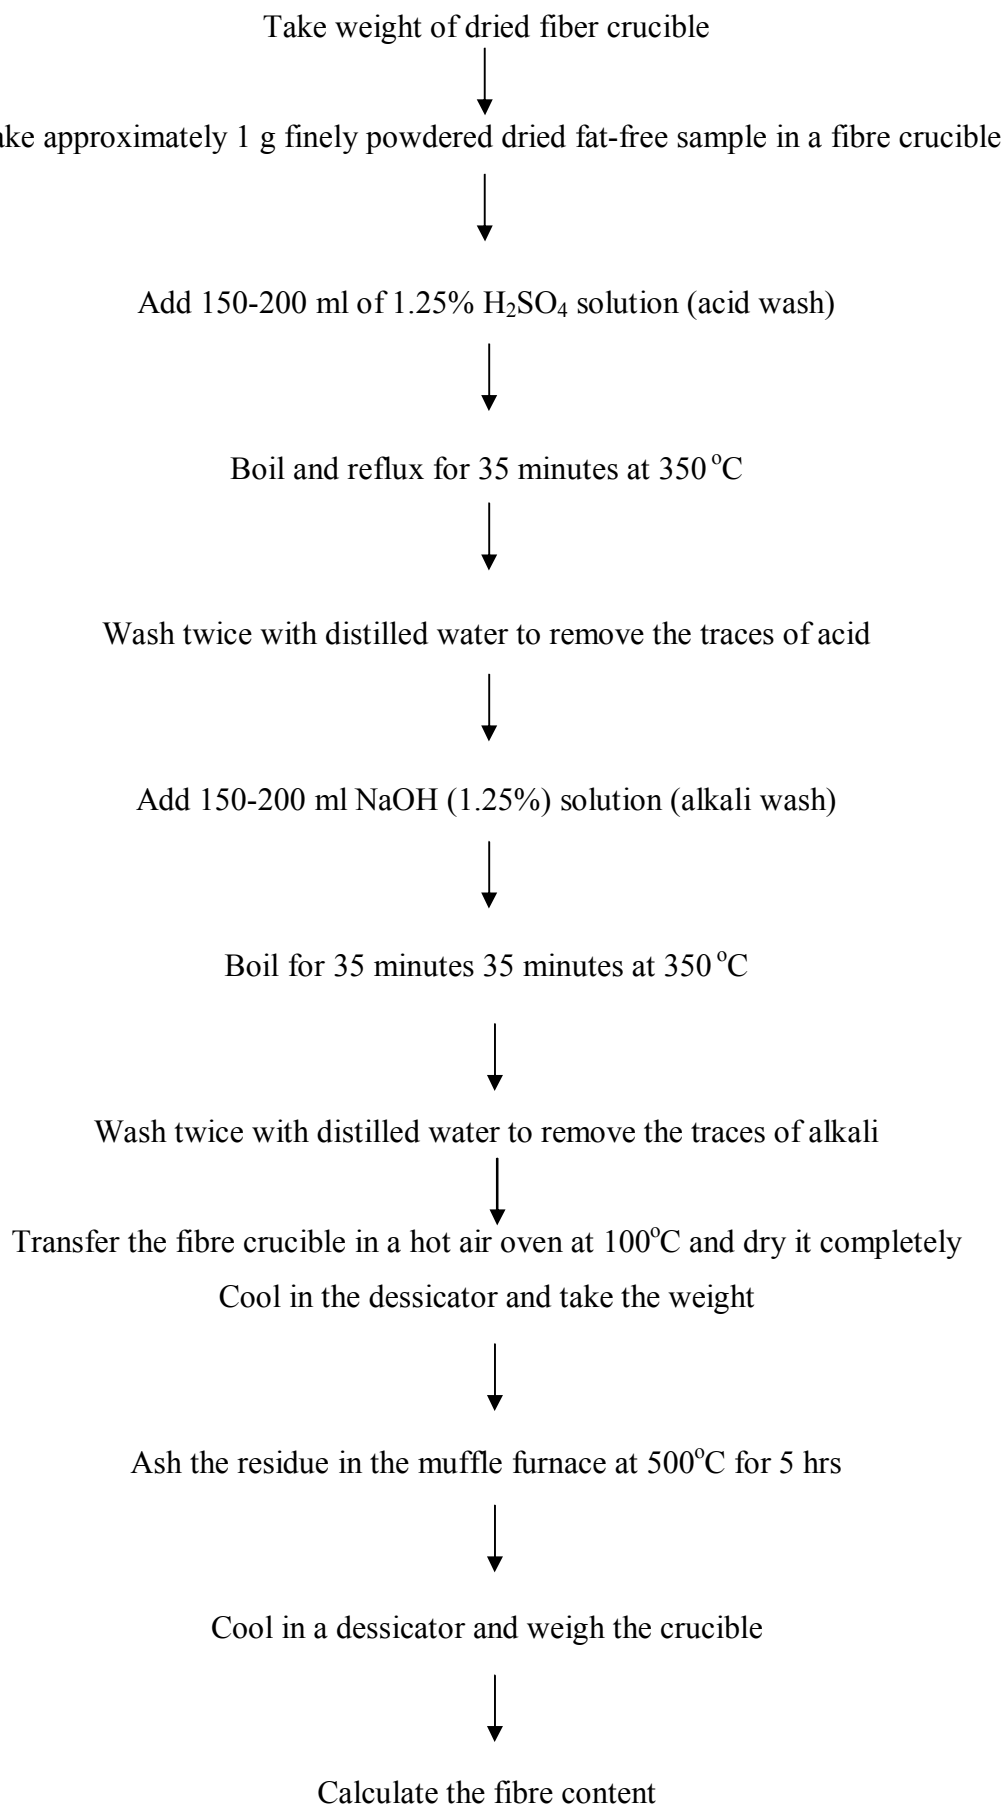 Take weight of dried fiber crucible
ake approximately 1 g finely powdered dried fat-free sample in a fibre crucible
Add 150-200 ml of 1.25% H₂SO₄ solution (acid wash)
Boil and reflux for 35 minutes at 350 °C
Wash twice with distilled water to remove the traces of acid
Add 150-200 ml NaOH (1.25%) solution (alkali wash)
Boil for 35 minutes 35 minutes at 350 °C
Wash twice with distilled water to remove the traces of alkali
Transfer the fibre crucible in a hot air oven at 100°C and dry it completely
Cool in the dessicator and take the weight
Ash the residue in the muffle furnace at 500°C for 5 hrs
Cool in a dessicator and weigh the crucible
Calculate the fibre content